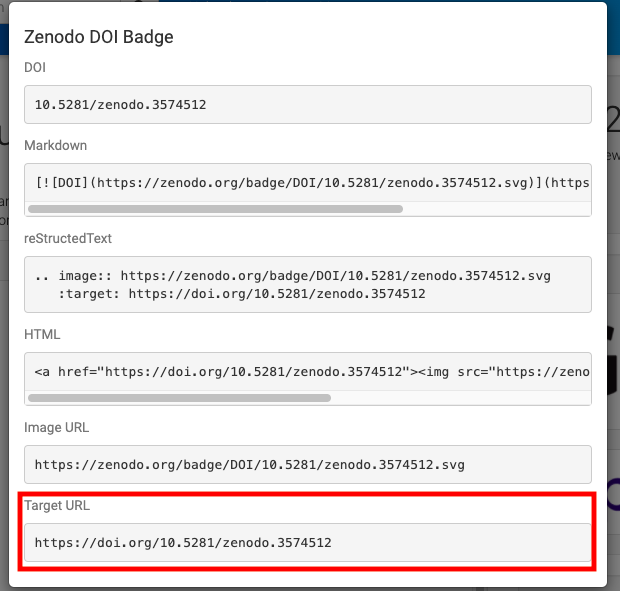 Zenodo DOI Badge
DOI
10.5281/zenodo.3574512
Markdown
[![DOI](https://zenodo.org/badge/DOI/10.5281/zenodo.3574512.svg)](https
reStructedText
.. image:: https://zenodo.org/badge/DOI/10.5281/zenodo.3574512.svg
:target: https://doi.org/10.5281/zenodo.3574512
HTML
<a href="https://doi.org/10.5281/zenodo.3574512"><img src="https://zeno
Image URL
https://zenodo.org/badge/DOI/10.5281/zenodo.3574512.svg
Target URL
https://doi.org/10.5281/zenodo.3574512